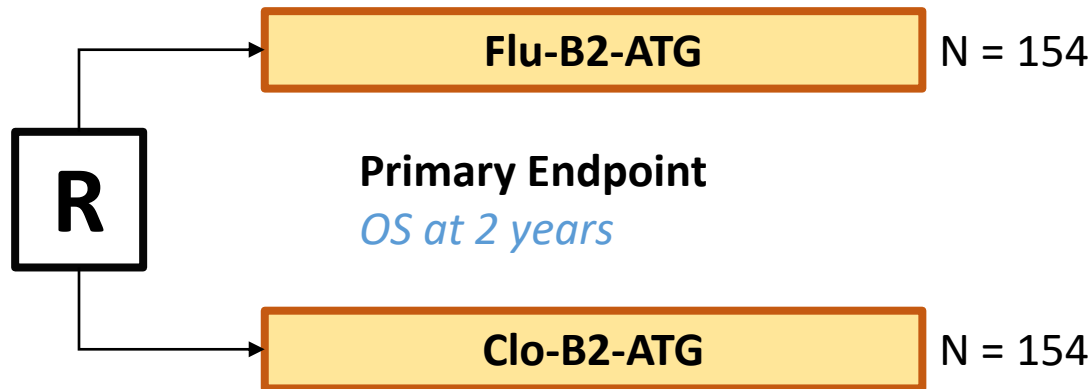 Flu-B2-ATG N = 154
R
Primary Endpoint
OS at 2 years
Clo-B2-ATG N = 154